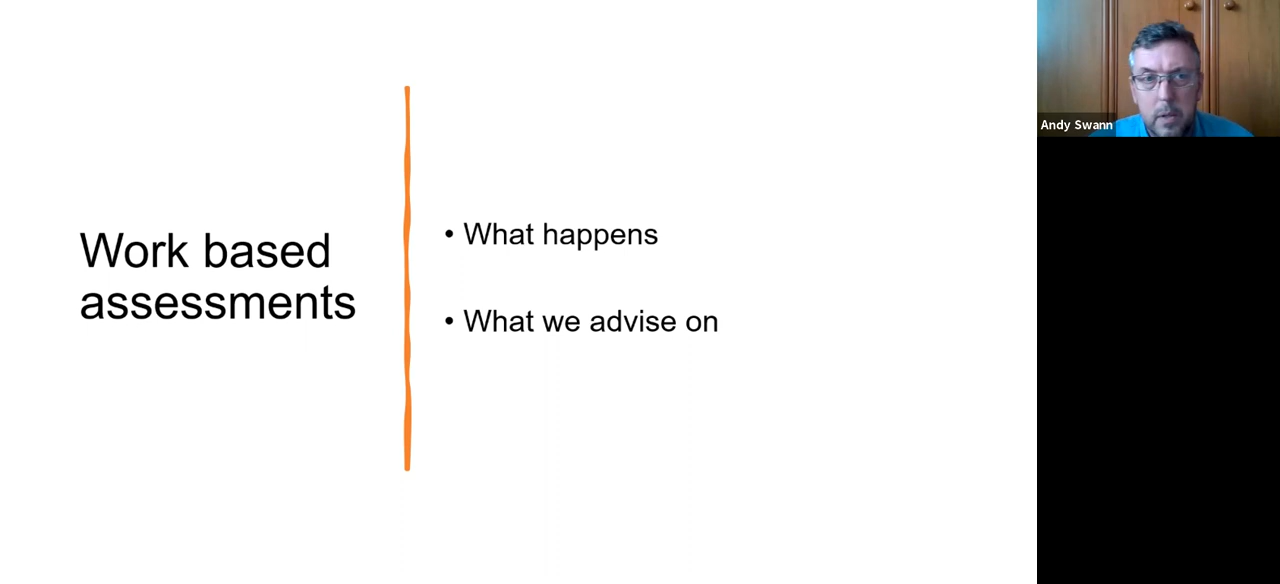 Work based
assessments
• What happens
• What we advise on
Andy Swann